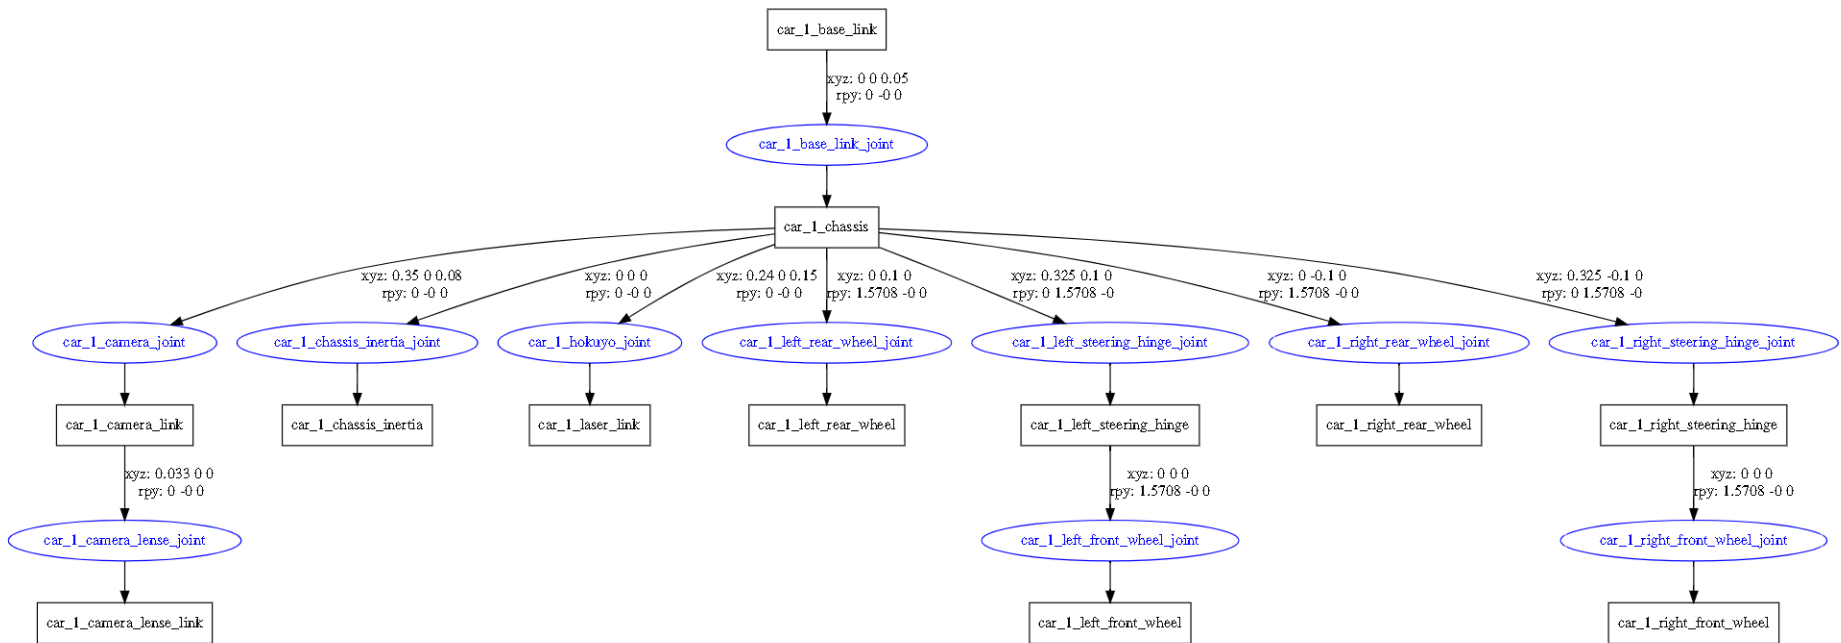 car_1_base_link
xyz: 0 0 0.05
rpy: 0 -0 0
car_1_base_link_joint
car_1_chassis
xyz: 0.35 0 0.08
rpy: 0 -0 0
xyz: 0 0 0
rpy: 0 -0 0
xyz: 0.24 0 0.15
rpy: 0 -0 0
xyz: 0 0.1 0
rpy: 1.5708 -0 0
xyz: 0.325 0.1 0
rpy: 0 1.5708 -0
xyz: 0 -0.1 0
rpy: 1.5708 -0 0
xyz: 0.325 -0.1 0
rpy: 0 1.5708 -0
car_1_camera_joint
car_1_chassis_inertia_joint
car_1_hokuyo_joint
car_1_left_rear_wheel_joint
car_1_left_steering_hinge_joint
car_1_right_rear_wheel_joint
car_1_right_steering_hinge_joint
car_1_camera_link
car_1_chassis_inertia
car_1_laser_link
car_1_left_rear_wheel
car_1_left_steering_hinge
car_1_right_rear_wheel
car_1_right_steering_hinge
xyz: 0.033 0 0
rpy: 0 -0 0
xyz: 0 0 0
rpy: 1.5708 -0 0
xyz: 0 0 0
rpy: 1.5708 -0 0
car_1_camera_lense_joint
car_1_left_front_wheel_joint
car_1_right_front_wheel_joint
car_1_camera_lense_link
car_1_left_front_wheel
car_1_right_front_wheel